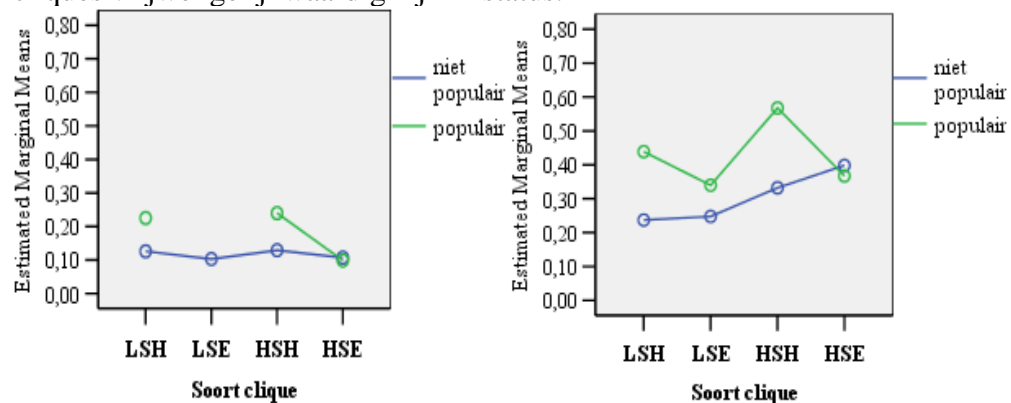 cliques status.
0,80
0,70
0,60
0,50
0,40
0,30
0,20
0,10
0,00
Estimated Marginal Means
LSH LSE HSH HSE
Soort clique
niet
populair
populair
0,80
0,70
0,60
0,50
0,40
0,30
0,20
0,10
0,00
Estimated Marginal Means
LSH LSE HSH HSE
Soort clique
niet
populair
populair